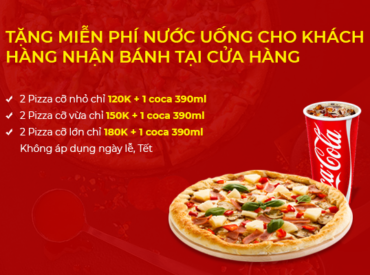 TẶNG MIỄN PHÍ NƯỚC UỐNG CHO KHÁCH
HÀNG NHẬN BÁNH TẠI CỬA HÀNG
2 Pizza cỡ nhỏ chỉ 120K + 1 coca 390ml
2 Pizza cỡ vừa chỉ 150K + 1 coca 390ml
2 Pizza cỡ lớn chỉ 180K + 1 coca 390ml
Không áp dụng ngày lễ, Tết
Coca-Cola